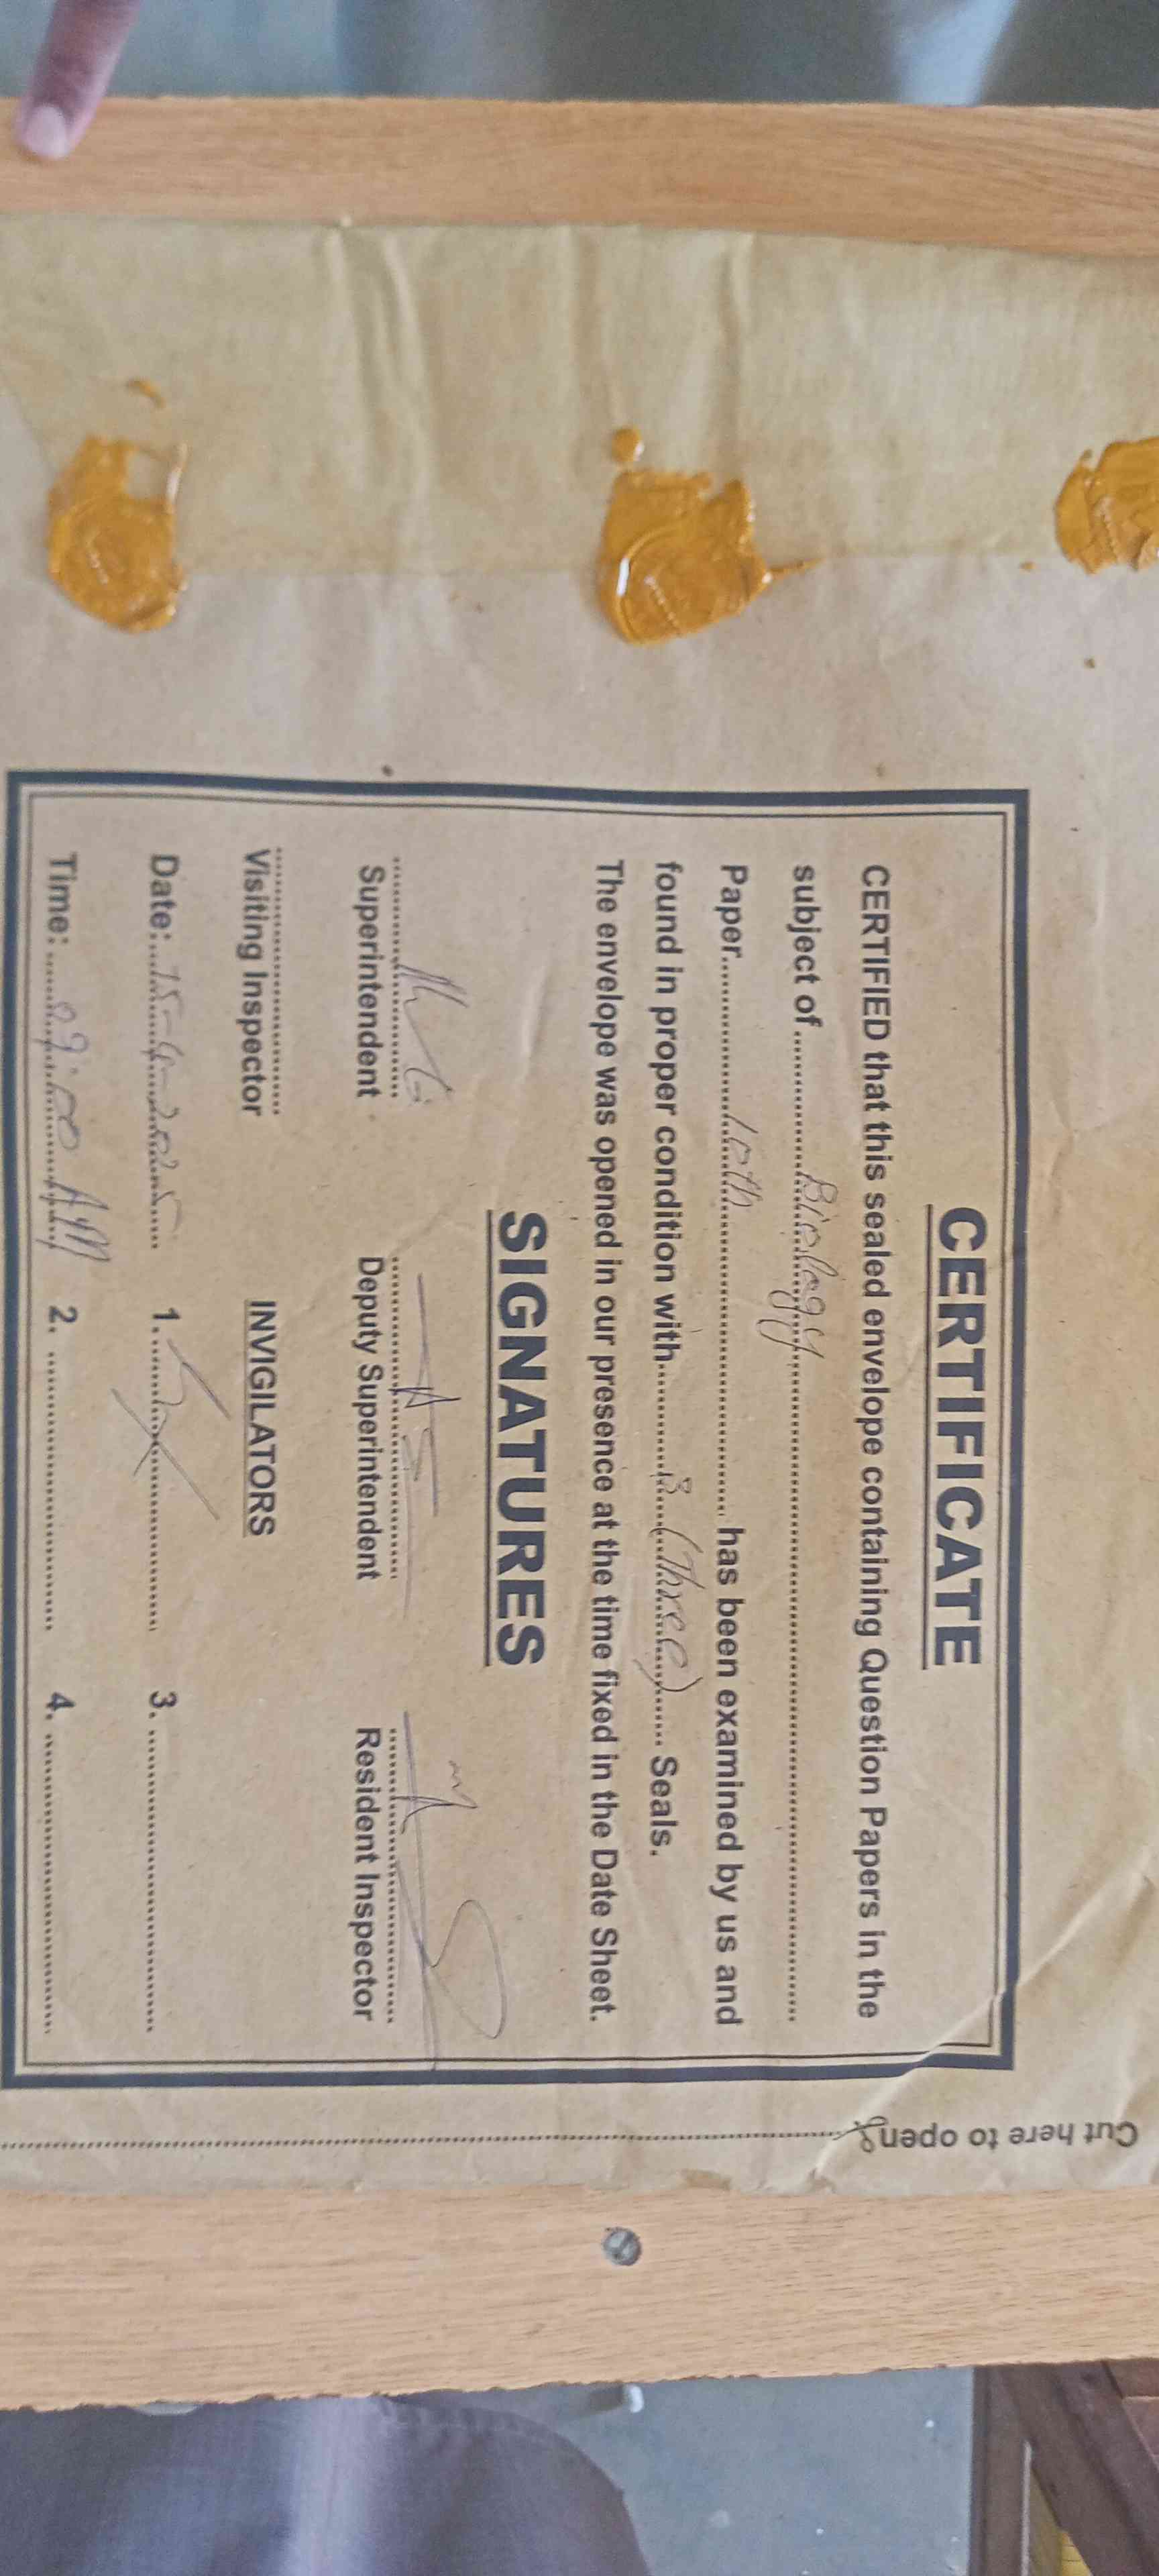 CERTIFICATE
CERTIFIED that this sealed envelope containing Question Papers in the
subject of Biology
Paper 10th has been examined by us and
found in proper condition with 3 (Three) Seals.
The envelope was opened in our presence at the time fixed in the Date Sheet.
SIGNATURES
Superintendent Deputy Superintendent Resident Inspector
Visiting Inspector INVIGILATORS
Date: 15-4-2025 1. 3.
Time: 09:00 AM 2. 4.
Cut here to open